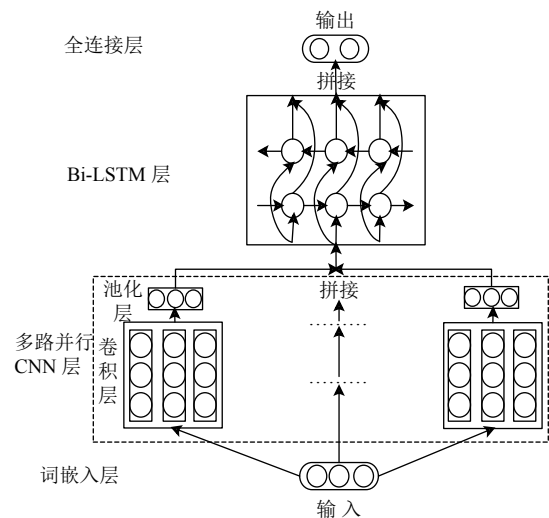 输出
全连接层
拼接
Bi-LSTM 层
池化
层
拼接
多路并行
CNN 层
卷
积
层
词嵌入层
输 入